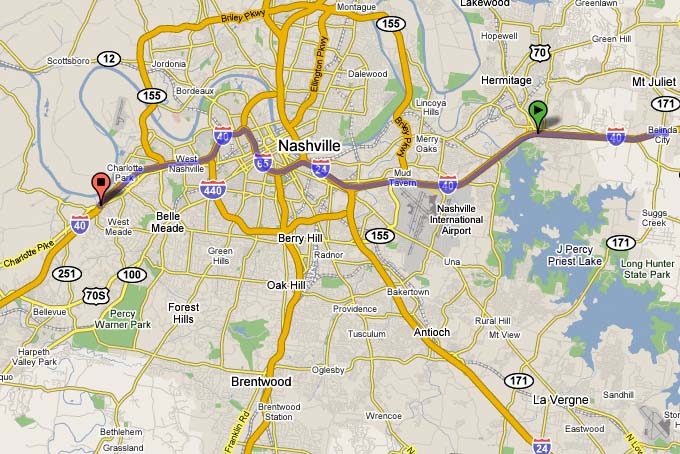 Montague
Lakewood
Greenlawn
Briley Pkwy
155
Briley Pkwy
Hopewell
Green Hill
12
Scottsboro
Jordonia
Ellington Pkwy
70
Dalewood
Hermitage
Mt Juliet
155
Bordeaux
Lincoya
Hills
171
Briley Pkwy
40
Nashville
Merry
Oaks
40
Belinda
City
West
Nashville
65
24
Mud
Tavern
Charlotte
Park
440
40
Belle
Meade
West
Meade
40
Nashville
International
Airport
Suggs
Creek
Charlotte Pike
Green
Hills
Berry Hill
155
171
J Percy
Priest Lake
Radnor
Una
Long Hunter
State Park
251
100
70S
Oak Hill
Bakertown
Bellevue
Percy
Warner Park
Forest
Hills
Providence
Rural Hill
Tusculum
Antioch
Mt View
Harpeth
Valley Park
quo
Oglesby
Brentwood
171
La Vergne
Sandhill
Brentwood
Station
Wrencoe
Franklin Rd
Bethlehem
Eastwood
Grassland
24